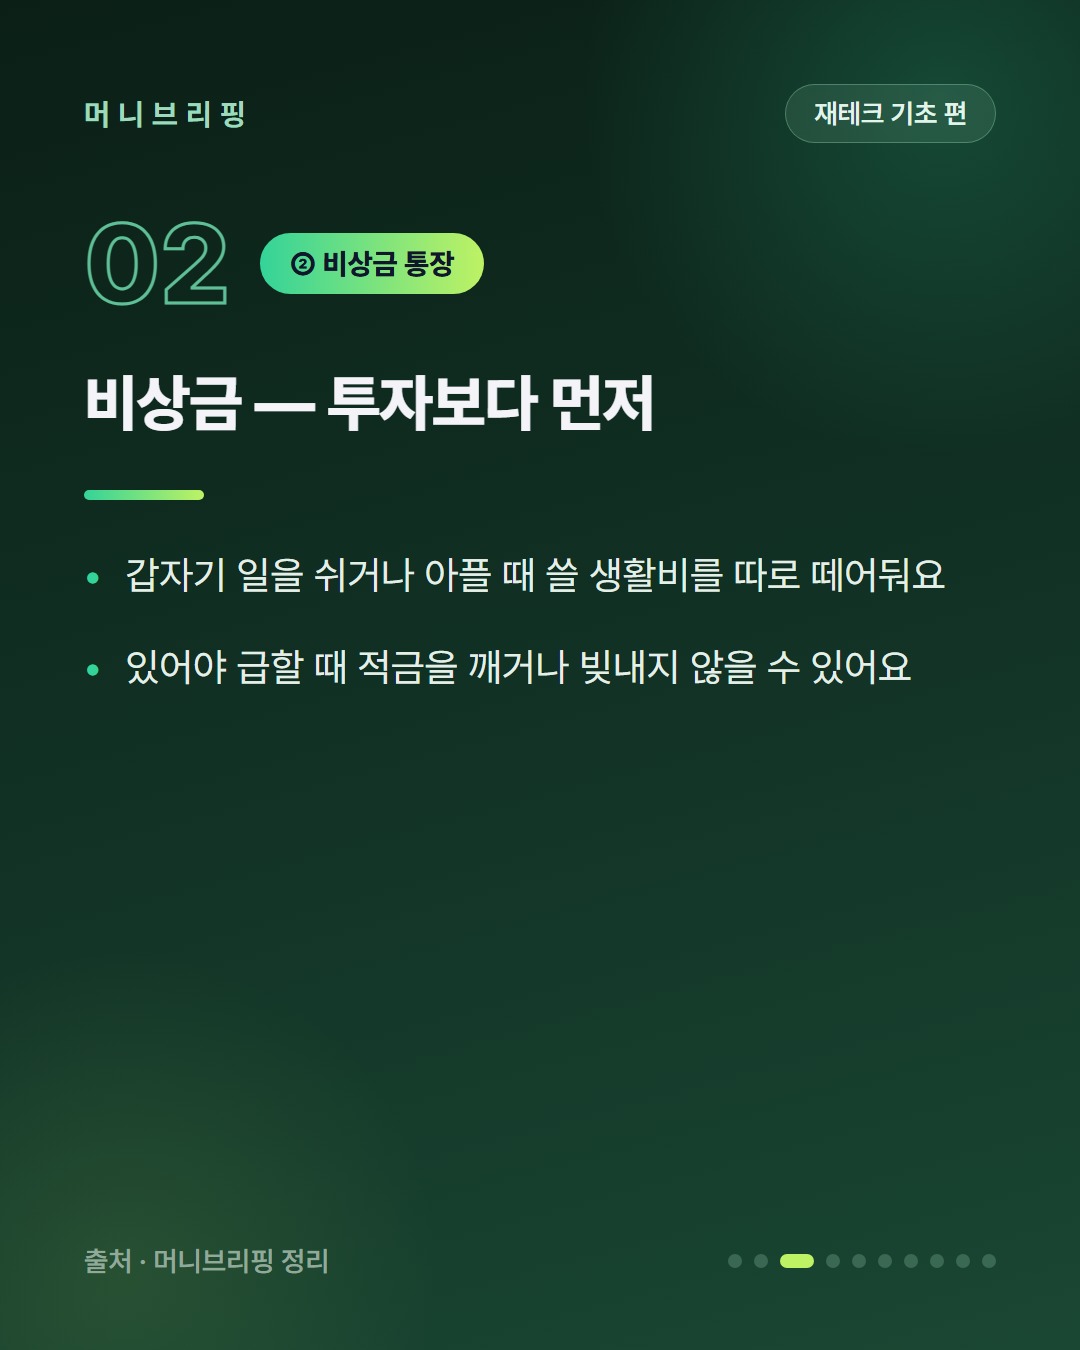 머니브리핑
재테크 기초 편
02
② 비상금 통장
비상금 — 투자보다 먼저
• 갑자기 일을 쉬거나 아플 때 쓸 생활비를 따로 떼어둬요
• 있어야 급할 때 적금을 깨거나 빚내지 않을 수 있어요
출처 · 머니브리핑 정리